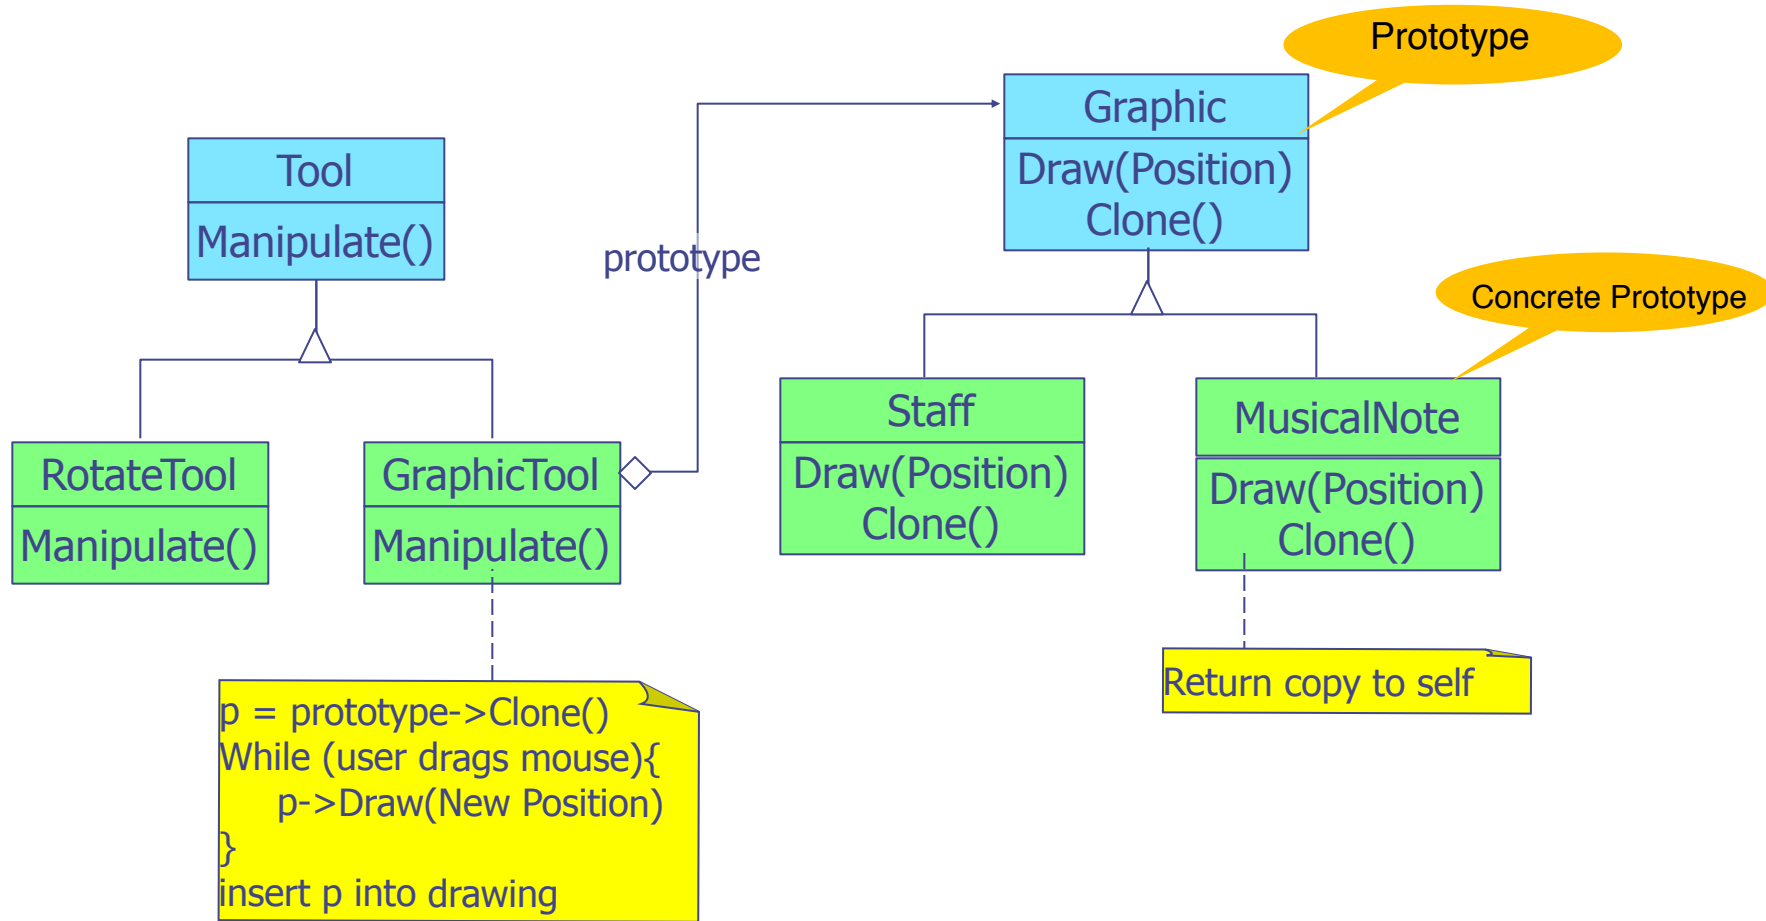 Prototype
Graphic
Draw(Position)
Clone()
Tool
Manipulate()
prototype
Concrete Prototype
Staff
Draw(Position)
Clone()
MusicalNote
Draw(Position)
Clone()
RotateTool
Manipulate()
GraphicTool
Manipulate()
Return copy to self
p = prototype->Clone()
While (user drags mouse){
p->Draw(New Position)
}
insert p into drawing